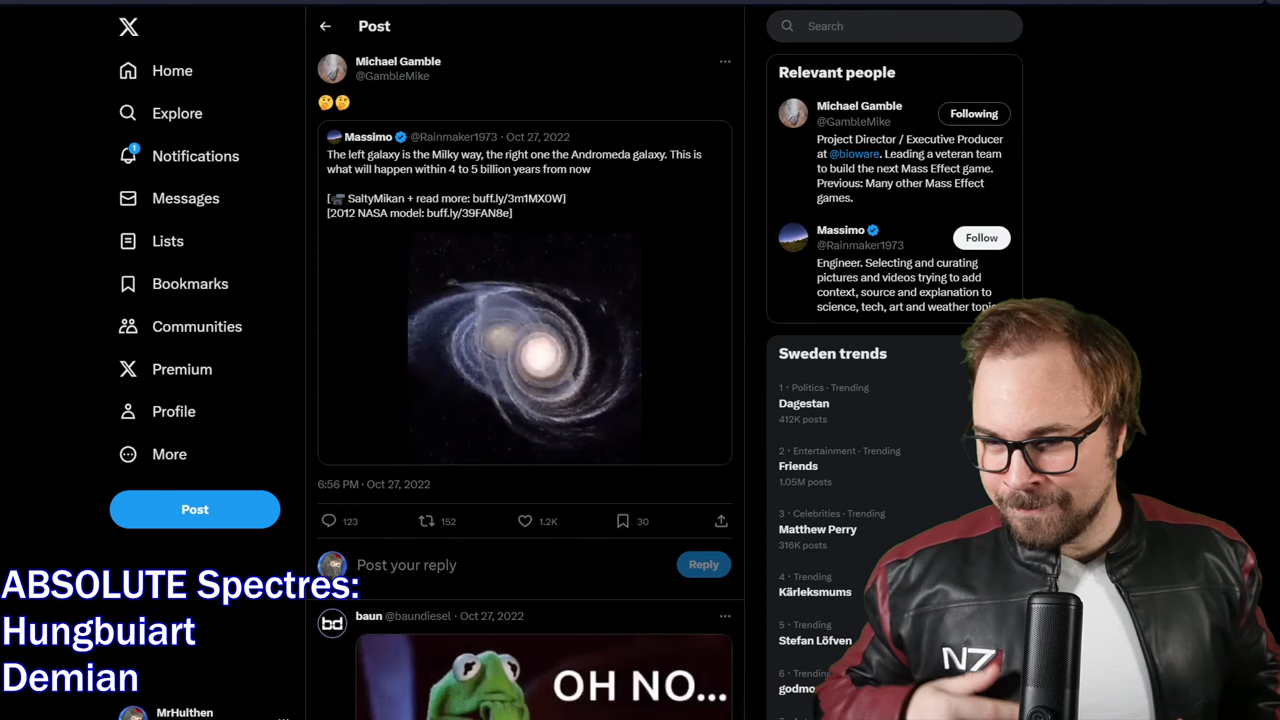 Home
Explore
1
Notifications
Messages
Lists
Bookmarks
Communities
Premium
Profile
More
Post
Post
Michael Gamble
@GambleMike
🤔🤔
Massimo @Rainmaker1973 · Oct 27, 2022
The left galaxy is the Milky way, the right one the Andromeda galaxy. This is
what will happen within 4 to 5 billion years from now
[📹 SaltyMikan + read more: buff.ly/3m1MX0W]
[2012 NASA model: buff.ly/39FAN8e]
6:56 PM · Oct 27, 2022
123
152
1.2K
30
Post your reply
Reply
baun @baundiesel · Oct 27, 2022
bd
OH NO...
Search
Relevant people
Michael Gamble
@GambleMike
Following
Project Director / Executive Producer
at @bioware. Leading a veteran team
to build the next Mass Effect game.
Previous: Many other Mass Effect
games.
Massimo
@Rainmaker1973
Follow
Engineer. Selecting and curating
pictures and videos trying to add
context, source and explanation to
science, tech, art and weather topic
Sweden trends
1 · Politics · Trending
Dagestan
412K posts
2 · Entertainment · Trending
Friends
1.05M posts
3 · Celebrities · Trending
Matthew Perry
316K posts
4 · Trending
Kärleksmums
5 · Trending
Stefan Löfven
6 · Trendin
godmo
N7
ABSOLUTE Spectres:
Hungbuiart
Demian
MrHulthen